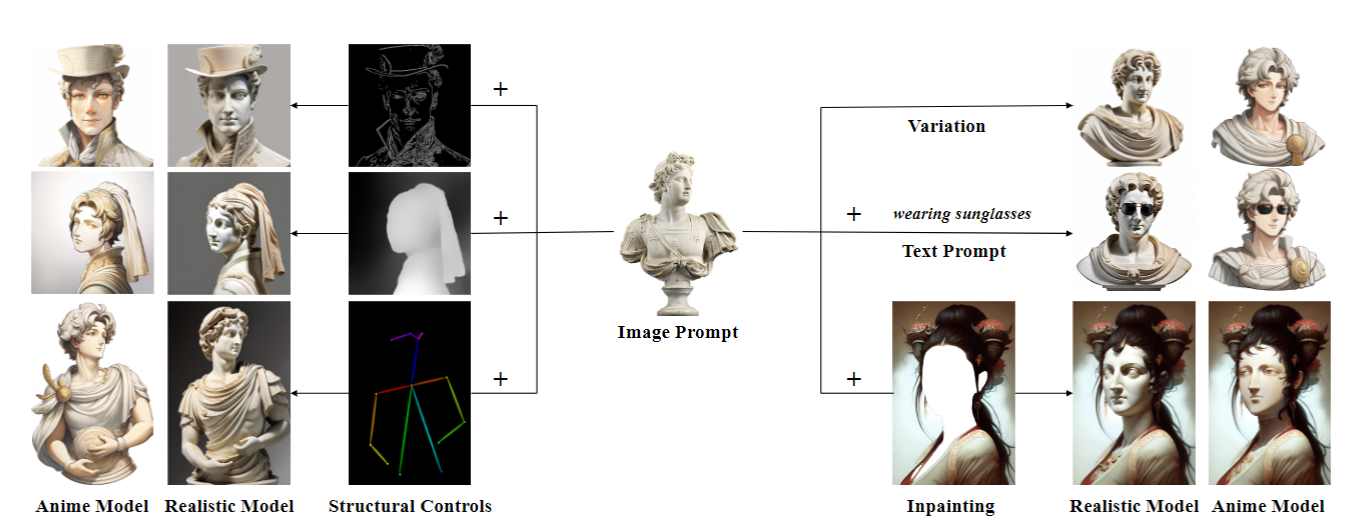 +
Variation
+
+ wearing sunglasses
Text Prompt
Image Prompt
+
+
Anime Model Realistic Model Structural Controls Inpainting Realistic Model Anime Model